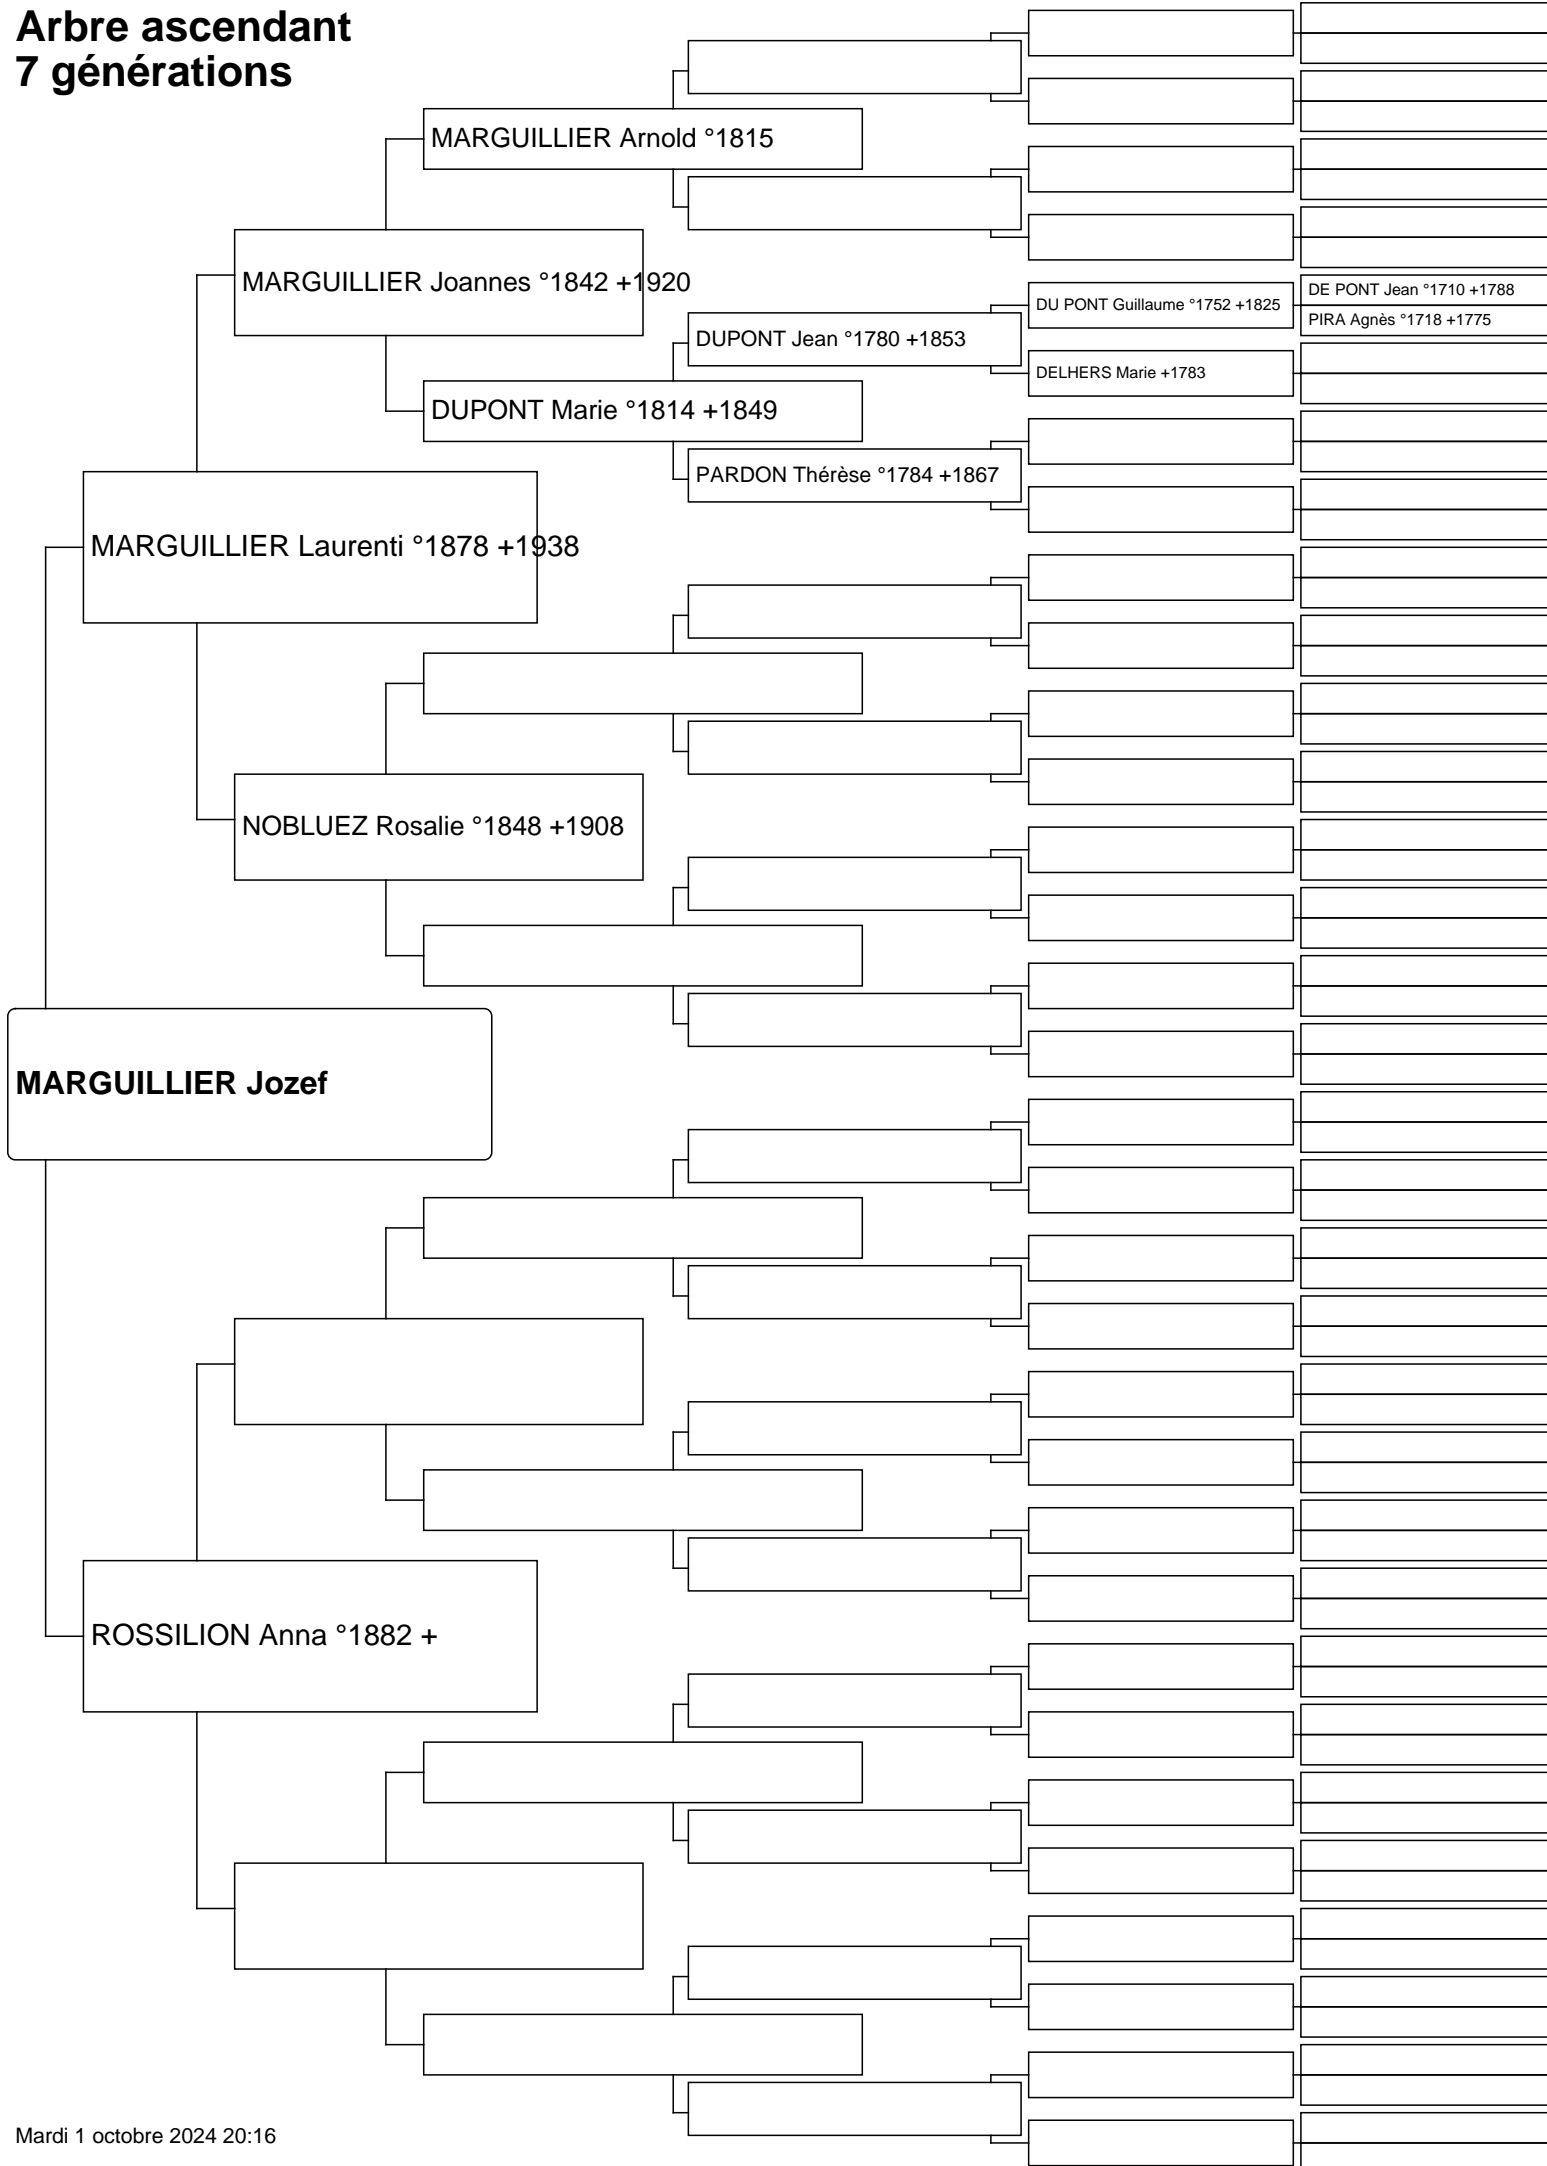 Arbre ascendant
7 générations
MARGUILLIER Arnold °1815
MARGUILLIER Joannes °1842 +1920
DU PONT Guillaume °1752 +1825
DE PONT Jean °1710 +1788
PIRA Agnès °1718 +1775
DUPONT Jean °1780 +1853
DELHERS Marie +1783
DUPONT Marie °1814 +1849
PARDON Thérèse °1784 +1867
MARGUILLIER Laurenti °1878 +1938
NOBLUEZ Rosalie °1848 +1908
MARGUILLIER Jozef
ROSSILION Anna °1882 +
Mardi 1 octobre 2024 20:16